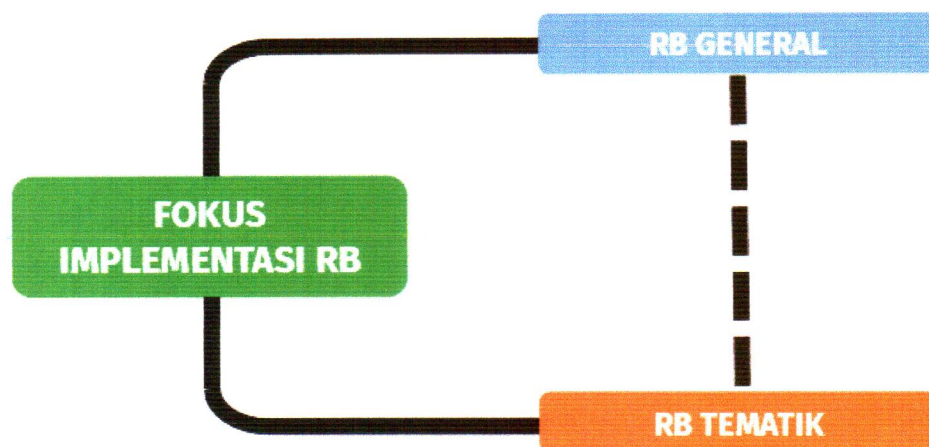 RB GENERAL
FOKUS
IMPLEMENTASI RB
RB TEMATIK